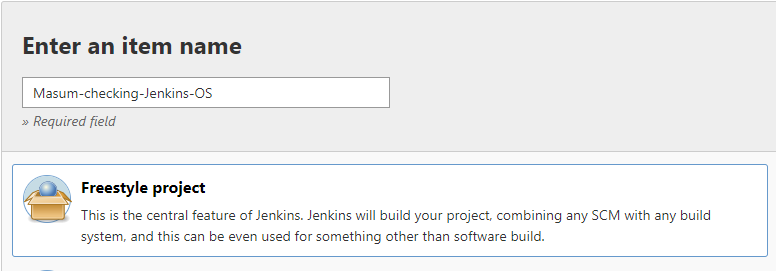 Enter an item name
Masum-checking-Jenkins-OS
» Required field
Freestyle project
This is the central feature of Jenkins. Jenkins will build your project, combining any SCM with any build
system, and this can be even used for something other than software build.